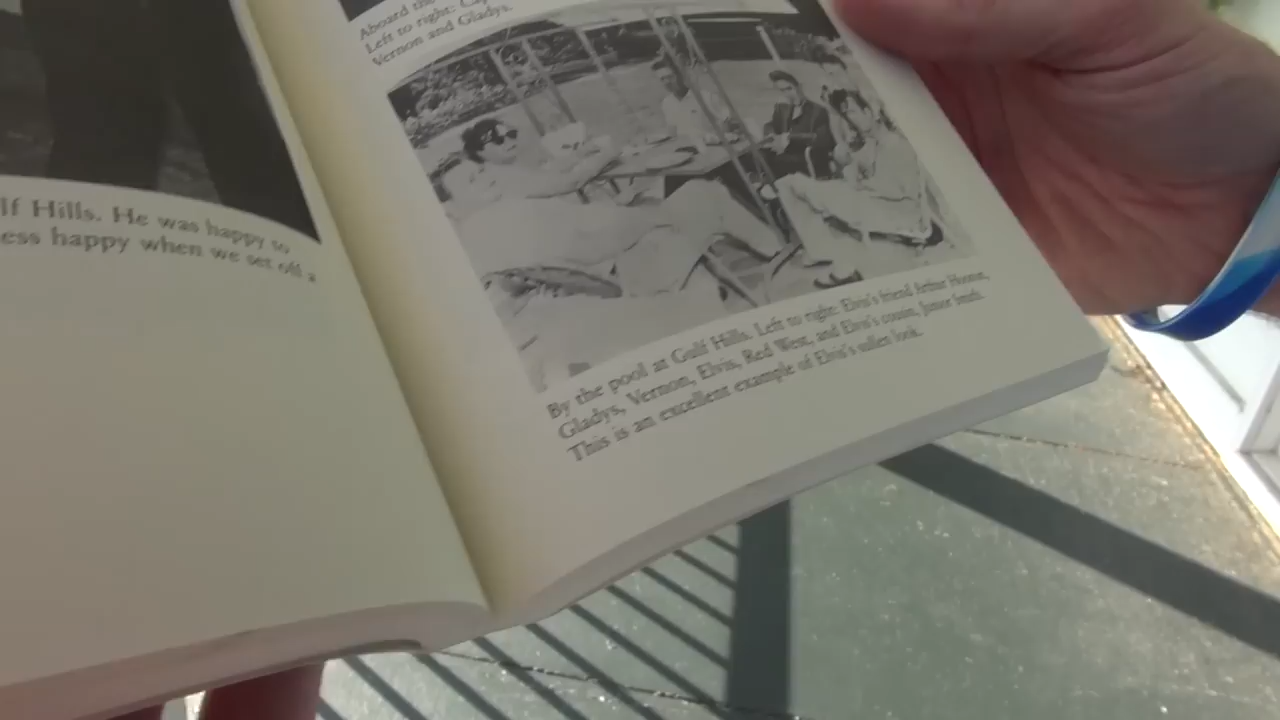 lf Hills. He was happy to
ess happy when we set off a
Aboard the
Left to right: Cap
Vernon and Gladys.
By the pool at Gulf Hills. Left to right: Elvis's friend Arthur Hooton,
Gladys, Vernon, Elvis, Red West, and Elvis's cousin, Junior Smith.
This is an excellent example of Elvis's sullen look.